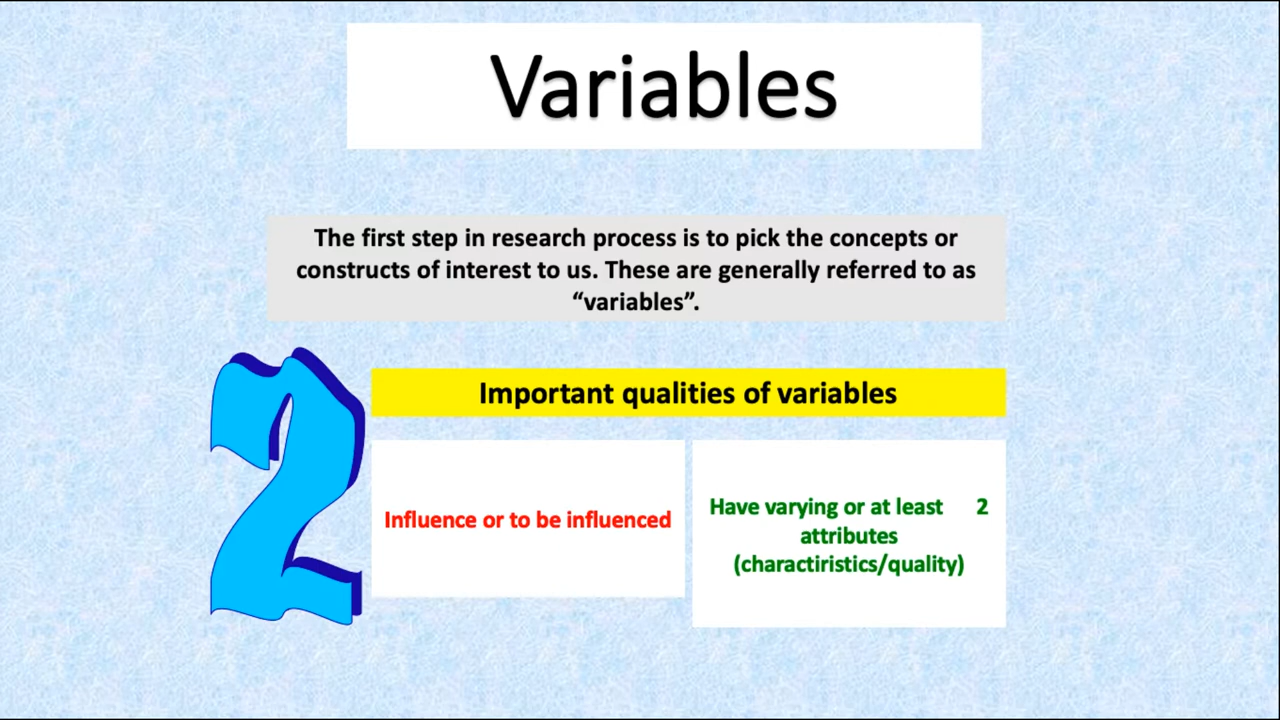 Variables
The first step in research process is to pick the concepts or
constructs of interest to us. These are generally referred to as
“variables”.
2
Important qualities of variables
Influence or to be influenced
Have varying or at least 2
attributes
(charactiristics/quality)